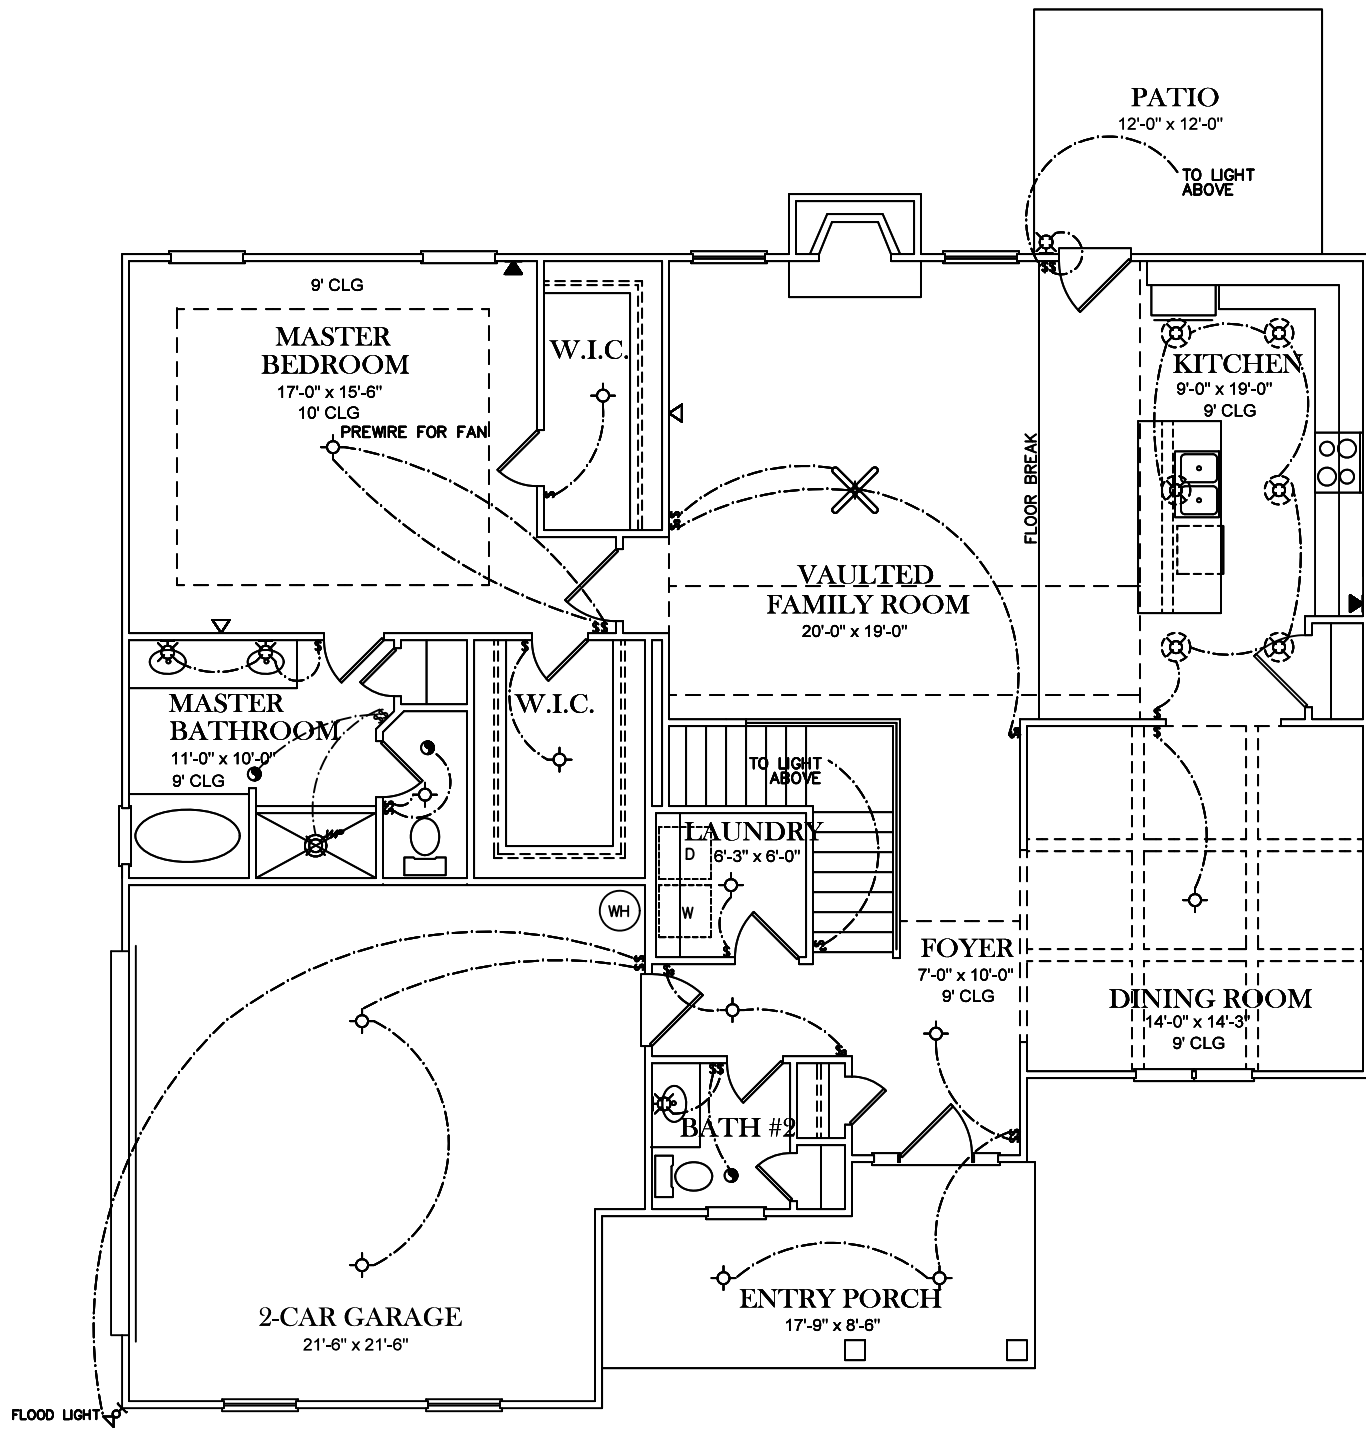 PATIO
12'-0" x 12'-0"
TO LIGHT
ABOVE
9' CLG
MASTER
BEDROOM
17'-0" x 15'-6"
10' CLG
PREWIRE FOR FAN
W.I.C.
KITCHEN
9'-0" x 19'-0"
9' CLG
FLOOR BREAK
VAULTED
FAMILY ROOM
20'-0" x 19'-0"
MASTER
BATHROOM
11'-0" x 10'-0"
9' CLG
W.I.C.
TO LIGHT
ABOVE
LAUNDRY
6'-3" x 6'-0"
D
W
WH
FOYER
7'-0" x 10'-0"
9' CLG
DINING ROOM
14'-0" x 14'-3"
9' CLG
BATH #2
ENTRY PORCH
17'-9" x 8'-6"
2-CAR GARAGE
21'-6" x 21'-6"
FLOOD LIGHT